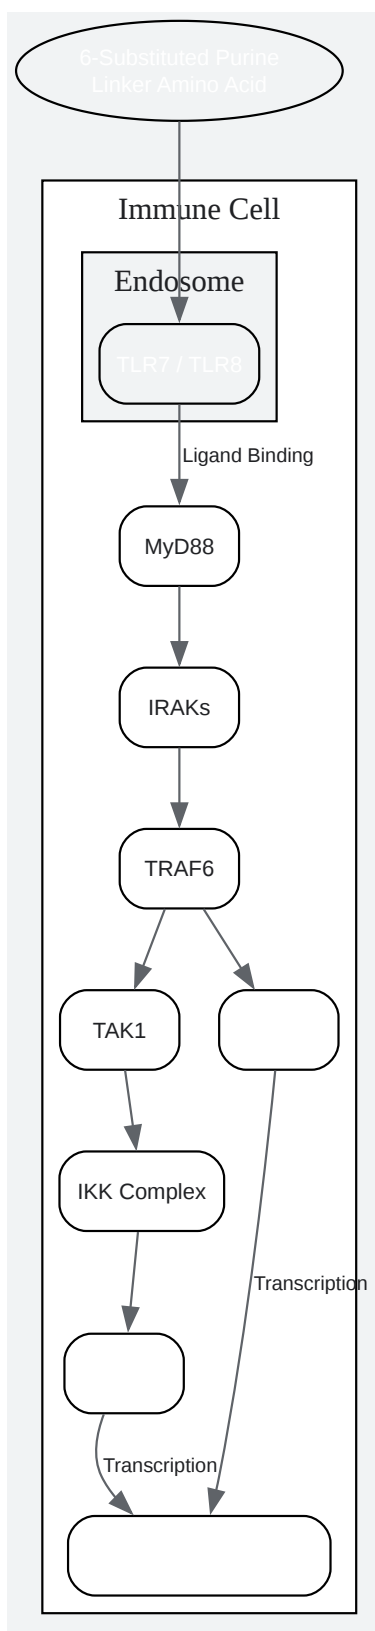 6-Substituted Purine
Linker Amino Acid
Immune Cell
Endosome
TLR7 / TLR8
Ligand Binding
MyD88
IRAKs
TRAF6
TAK1
IKK Complex
Transcription
Transcription